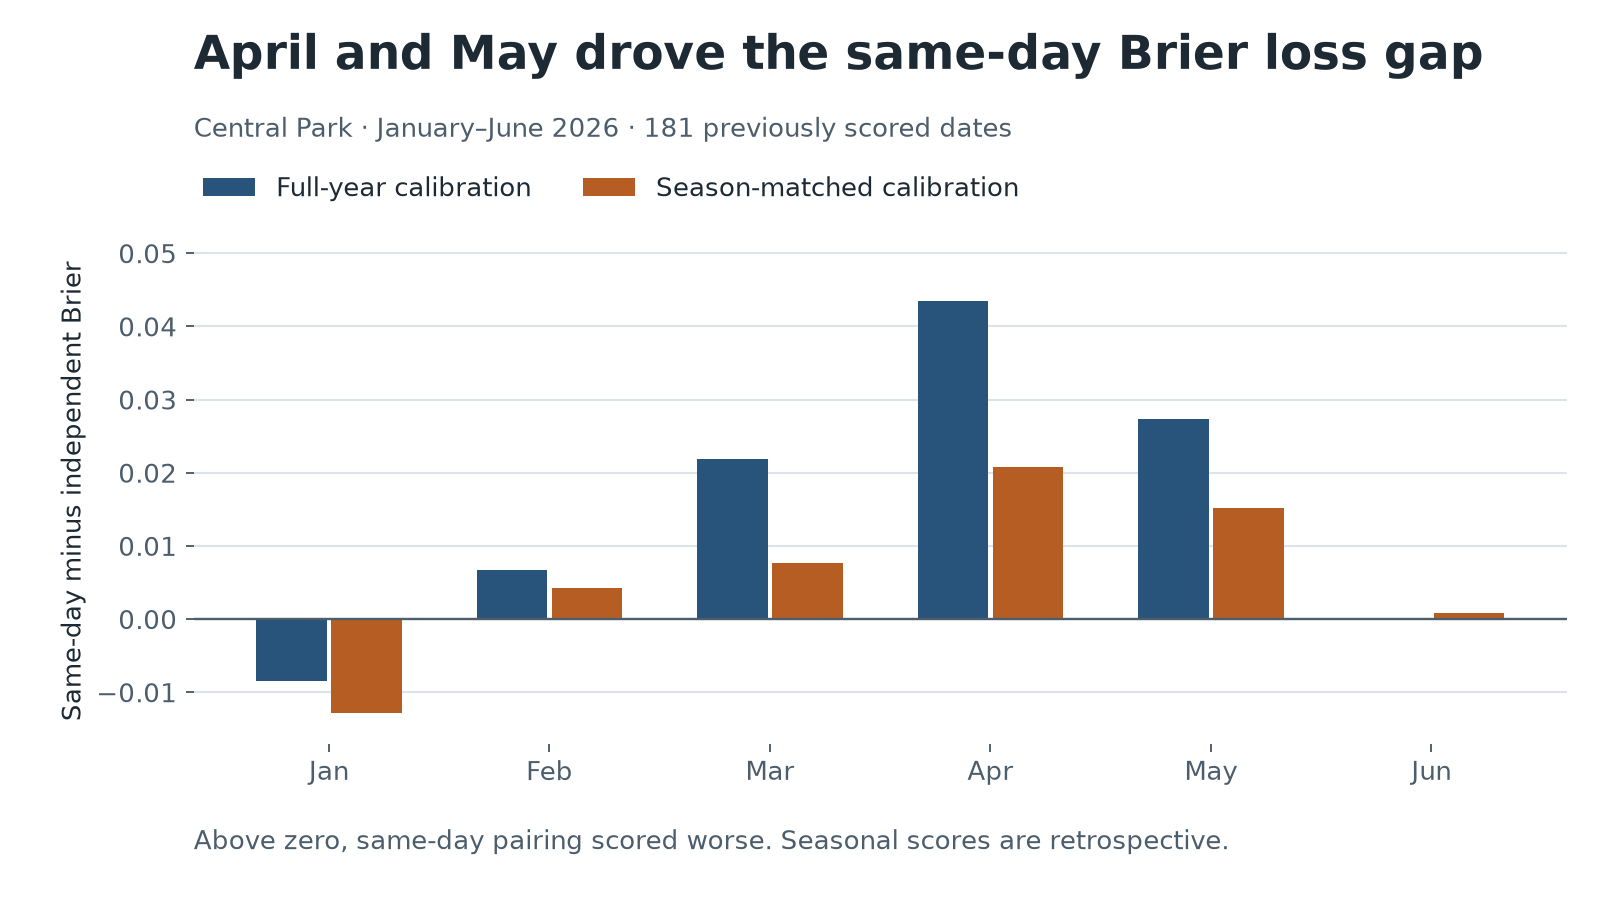 April and May drove the same-day Brier loss gap
Central Park · January–June 2026 · 181 previously scored dates
Full-year calibration
Season-matched calibration
Same-day minus independent Brier
0.05
0.04
0.03
0.02
0.01
0.00
−0.01
Jan
Feb
Mar
Apr
May
Jun
Above zero, same-day pairing scored worse. Seasonal scores are retrospective.